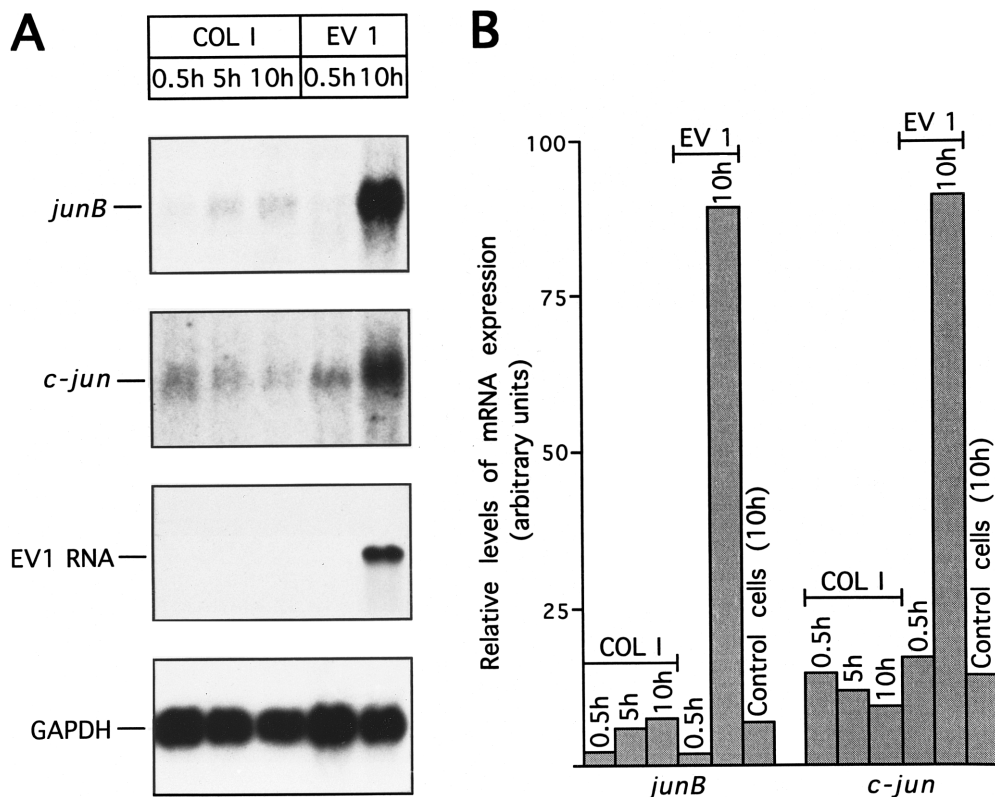 A
COL I EV 1
0.5h 5h 10h 0.5h 10h
junB
c-jun
EV1 RNA
GAPDH
B
Relative levels of mRNA expression
(arbitrary units)
100
75
50
25
COL I
0.5h
5h
10h
EV 1
0.5h
10h
Control cells (10h)
junB
COL I
0.5h
5h
10h
EV 1
0.5h
10h
Control cells (10h)
c-jun